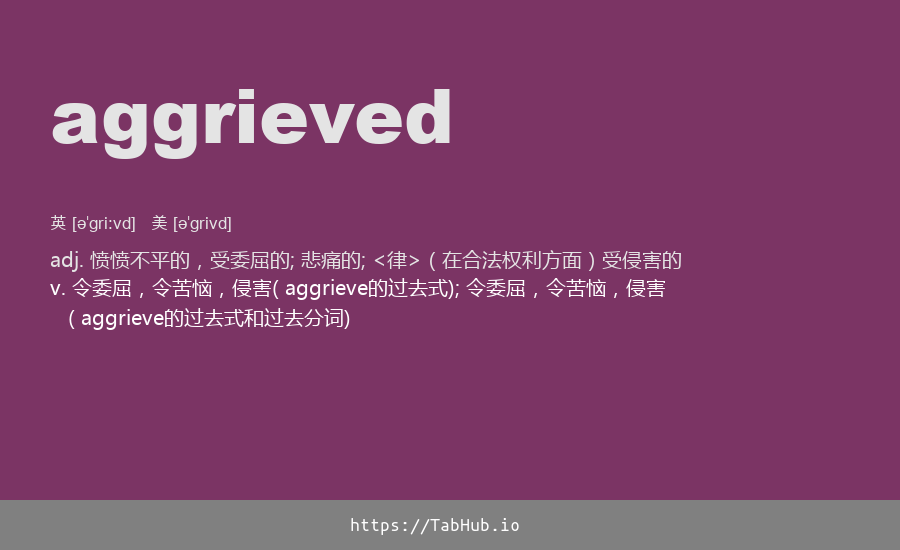 aggrieved
英 [əˈgriːvd]   美 [əˈgrivd]
adj. 愤愤不平的，受委屈的; 悲痛的; <律>（在合法权利方面）受侵害的
v. 令委屈，令苦恼，侵害( aggrieve的过去式); 令委屈，令苦恼，侵害
( aggrieve的过去式和过去分词)
https://TabHub.io